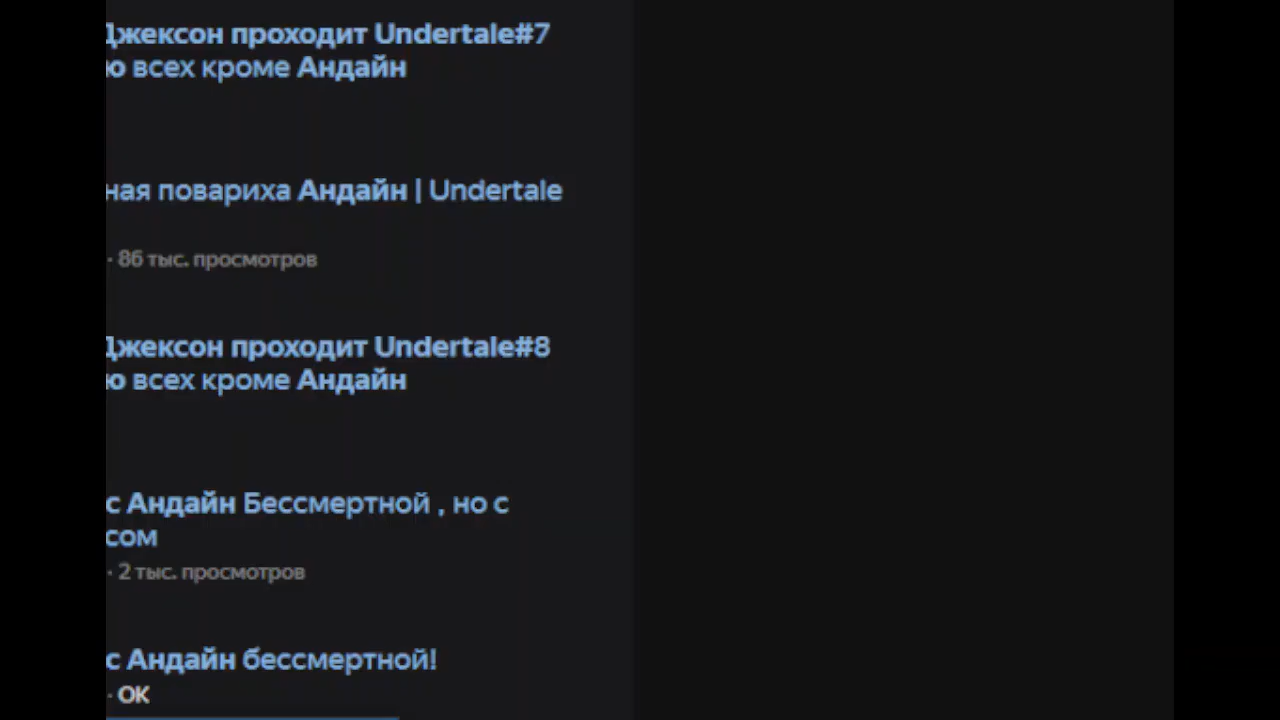 Джексон проходит Undertale#7
ю всех кроме Андайн
ная повариха Андайн | Undertale
· 86 тыс. просмотров
Джексон проходит Undertale#8
ю всех кроме Андайн
с Андайн Бессмертной , но с
сом
· 2 тыс. просмотров
с Андайн бессмертной!
· ОК